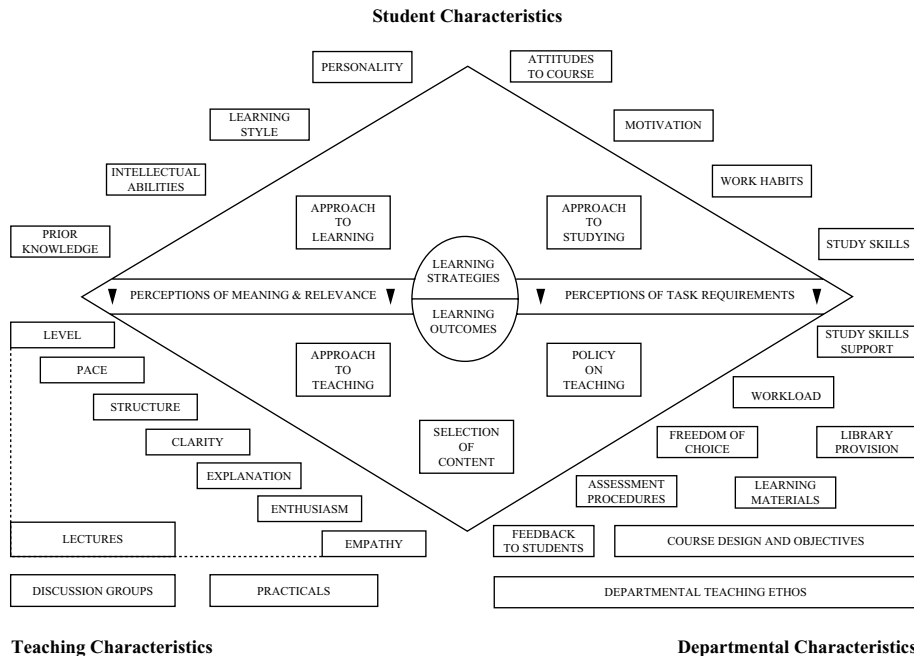 Student Characteristics
PERSONALITY
ATTITUDES
TO COURSE
LEARNING
STYLE
MOTIVATION
INTELLECTUAL
ABILITIES
WORK HABITS
APPROACH
TO
LEARNING
APPROACH
TO
STUDYING
PRIOR
KNOWLEDGE
STUDY SKILLS
LEARNING
STRATEGIES
PERCEPTIONS OF MEANING & RELEVANCE
PERCEPTIONS OF TASK REQUIREMENTS
LEARNING
OUTCOMES
LEVEL
STUDY SKILLS
SUPPORT
PACE
APPROACH
TO
TEACHING
POLICY
ON
TEACHING
STRUCTURE
WORKLOAD
CLARITY
SELECTION
OF
CONTENT
FREEDOM OF
CHOICE
LIBRARY
PROVISION
EXPLANATION
ASSESSMENT
PROCEDURES
LEARNING
MATERIALS
ENTHUSIASM
LECTURES
EMPATHY
FEEDBACK
TO STUDENTS
COURSE DESIGN AND OBJECTIVES
DISCUSSION GROUPS
PRACTICALS
DEPARTMENTAL TEACHING ETHOS
Teaching Characteristics
Departmental Characteristics